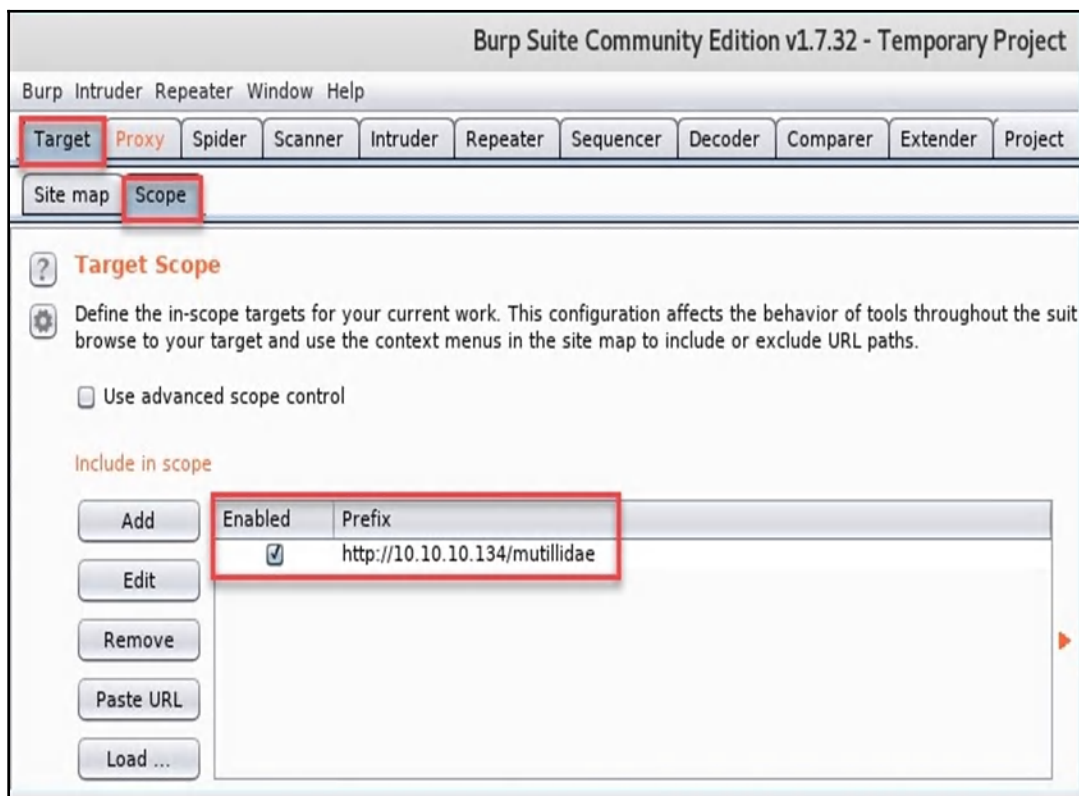 Burp Suite Community Edition v1.7.32 - Temporary Project
Burp Intruder Repeater Window Help
Target Proxy Spider Scanner Intruder Repeater Sequencer Decoder Comparer Extender Project
Site map Scope
? Target Scope
Define the in-scope targets for your current work. This configuration affects the behavior of tools throughout the suit
browse to your target and use the context menus in the site map to include or exclude URL paths.
Use advanced scope control
Include in scope
Add
Enabled Prefix
http://10.10.10.134/mutillidae
Edit
Remove
Paste URL
Load ...